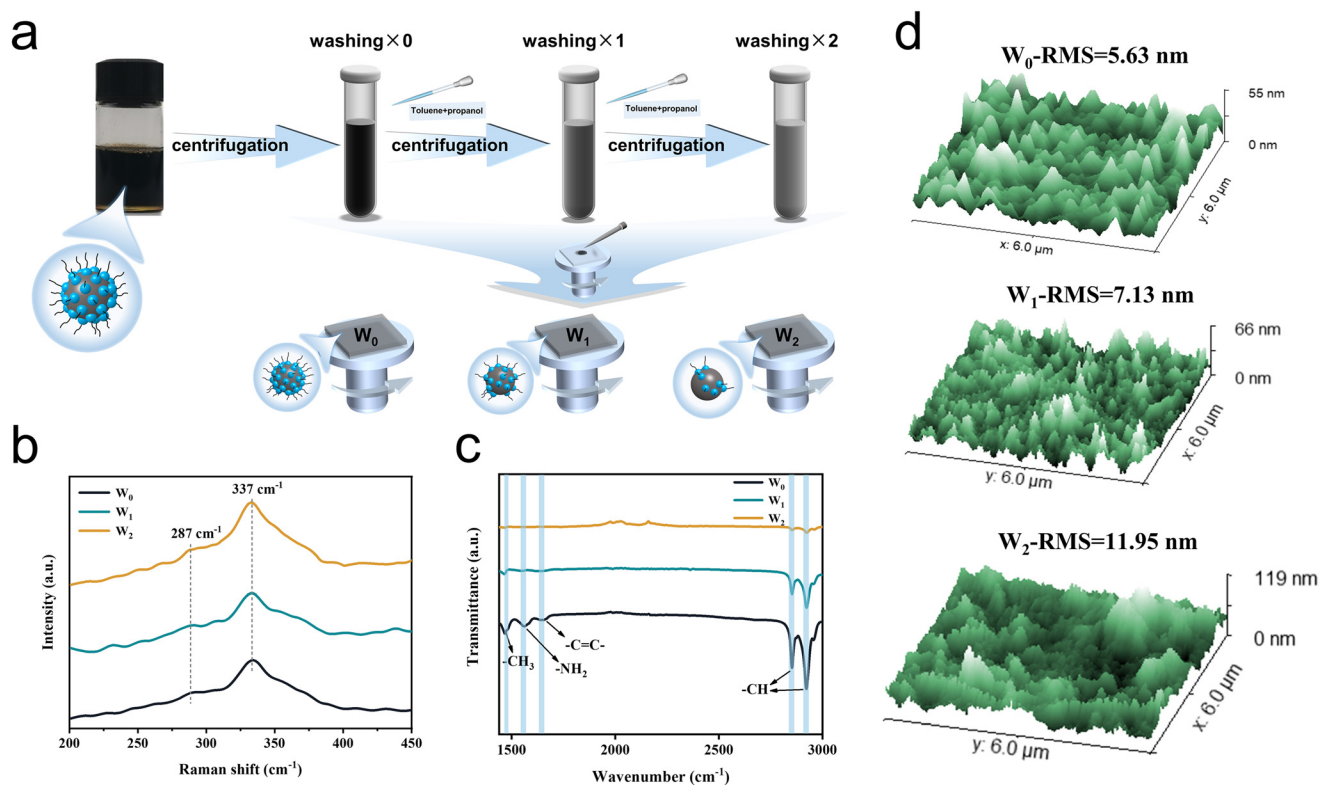 a
washing×0
washing×1
washing×2
Toluene+propanol
Toluene+propanol
centrifugation
centrifugation
centrifugation
W₀
W₁
W₂
b
W₀
W₁
W₂
337 cm⁻¹
287 cm⁻¹
Intensity (a.u.)
200
250
300
350
400
450
Raman shift (cm⁻¹)
c
W₀
W₁
W₂
Transmittance (a.u.)
-C=C-
-CH₃
-NH₂
-CH
1440
2000
2500
3000
Wavenumber (cm⁻¹)
d
W₀-RMS=5.63 nm
55 nm
0 nm
y: 6.0 µm
x: 6.0 µm
W₁-RMS=7.13 nm
66 nm
0 nm
x: 6.0 µm
y: 6.0 µm
W₂-RMS=11.95 nm
119 nm
0 nm
x: 6.0 µm
y: 6.0 µm